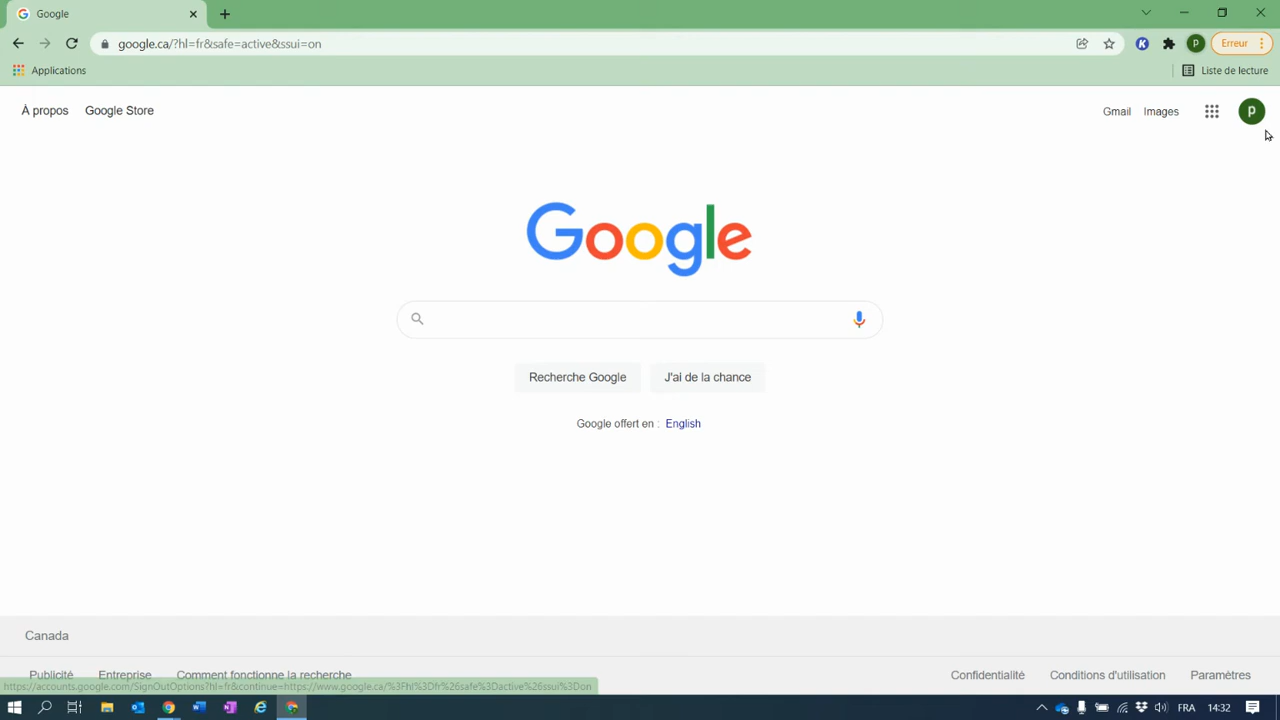 Google
google.ca/?hl=fr&safe=active&ssui=on
P
Erreur
Applications
Liste de lecture
À propos
Google Store
Gmail
Images
p
Google
Recherche Google
J'ai de la chance
Google offert en :
English
Canada
Publicité
Entreprise
Comment fonctionne la recherche
Confidentialité
Conditions d'utilisation
Paramètres
https://accounts.google.com/SignOutOptions?hl=fr&continue=https://www.google.ca/%3Fhl%3Dfr%26safe%3Dactive%26ssui%3Don
FRA
14:32